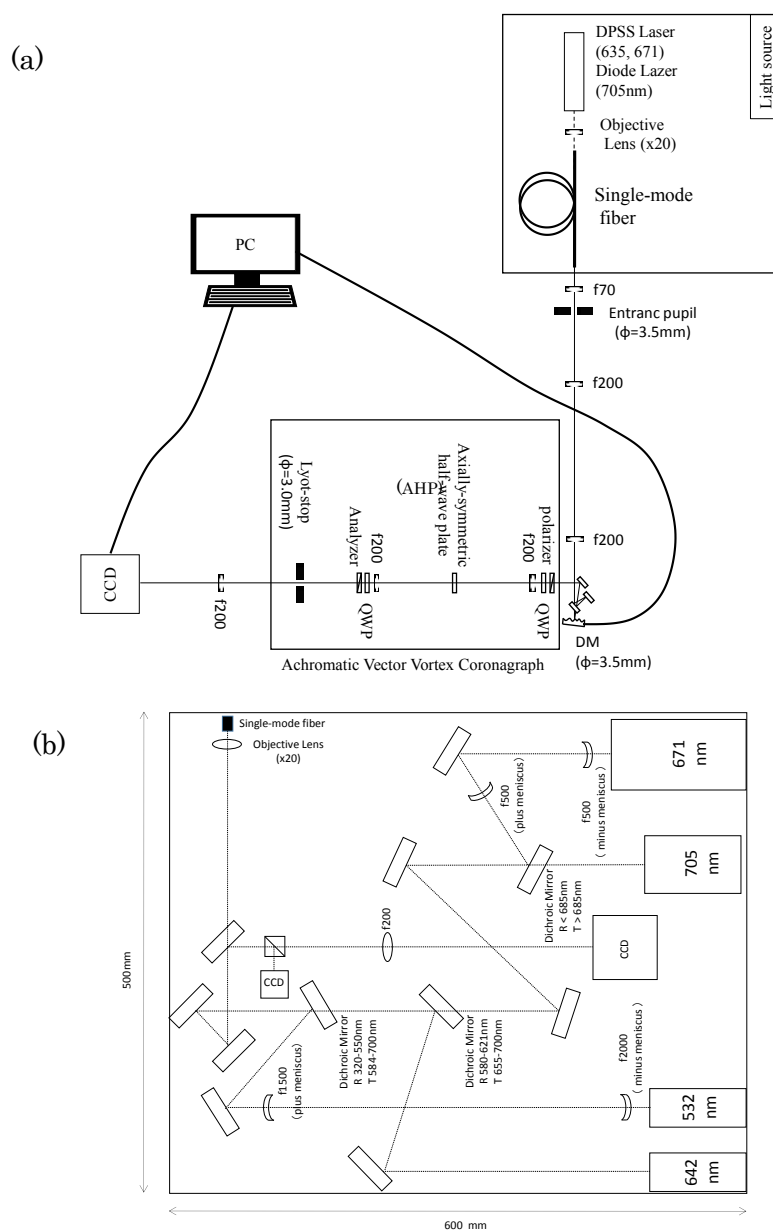 (a)
DPSS Laser
(635, 671)
Diode Lazer
(705nm)
Light source
Objective
Lens (x20)
Single-mode
fiber
PC
f70
Entranc pupil
(ϕ=3.5mm)
f200
f200
Lyot-stop
(ϕ=3.0mm)
Analyzer
QWP
f200
(AHP)
Axially-symmetric
half-wave plate
f200
polarizer
QWP
CCD
f200
DM
(ϕ=3.5mm)
Achromatic Vector Vortex Coronagraph
(b)
Single-mode fiber
Objective Lens
(x20)
671
nm
f500
(plus meniscus)
f500
( minus meniscus)
705
nm
Dichroic Mirror
R < 685nm
T > 685nm
f200
CCD
CCD
500mm
Dichroic Mirror
R 320-550nm
T 584-700nm
Dichroic Mirror
R 580-621nm
T 655-700nm
f1500
(plus meniscus)
f2000
( minus meniscus)
532
nm
642
nm
600 mm